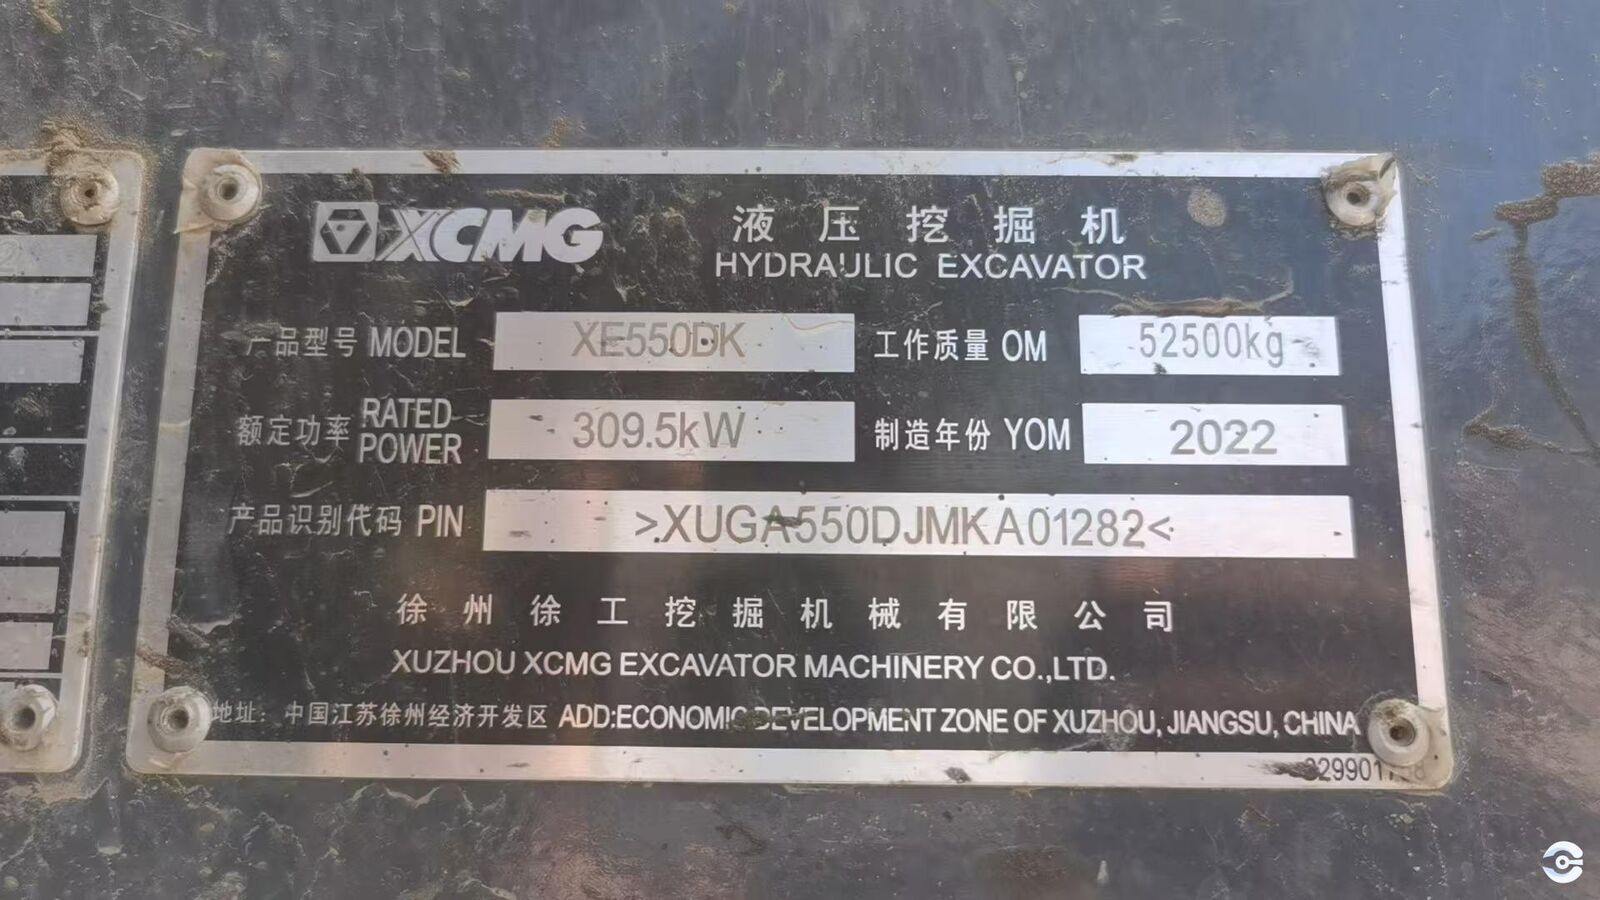 XCMG
液压挖掘机
HYDRAULIC EXCAVATOR
产品型号 MODEL XE550DK 工作质量 OM 52500kg
额定功率 RATED POWER 309.5kW 制造年份 YOM 2022
产品识别代码 PIN >XUGA550DJMKA01282<
徐州徐工挖掘机械有限公司
XUZHOU XCMG EXCAVATOR MACHINERY CO.,LTD.
地址：中国江苏徐州经济开发区 ADD:ECONOMIC DEVELOPMENT ZONE OF XUZHOU, JIANGSU, CHINA